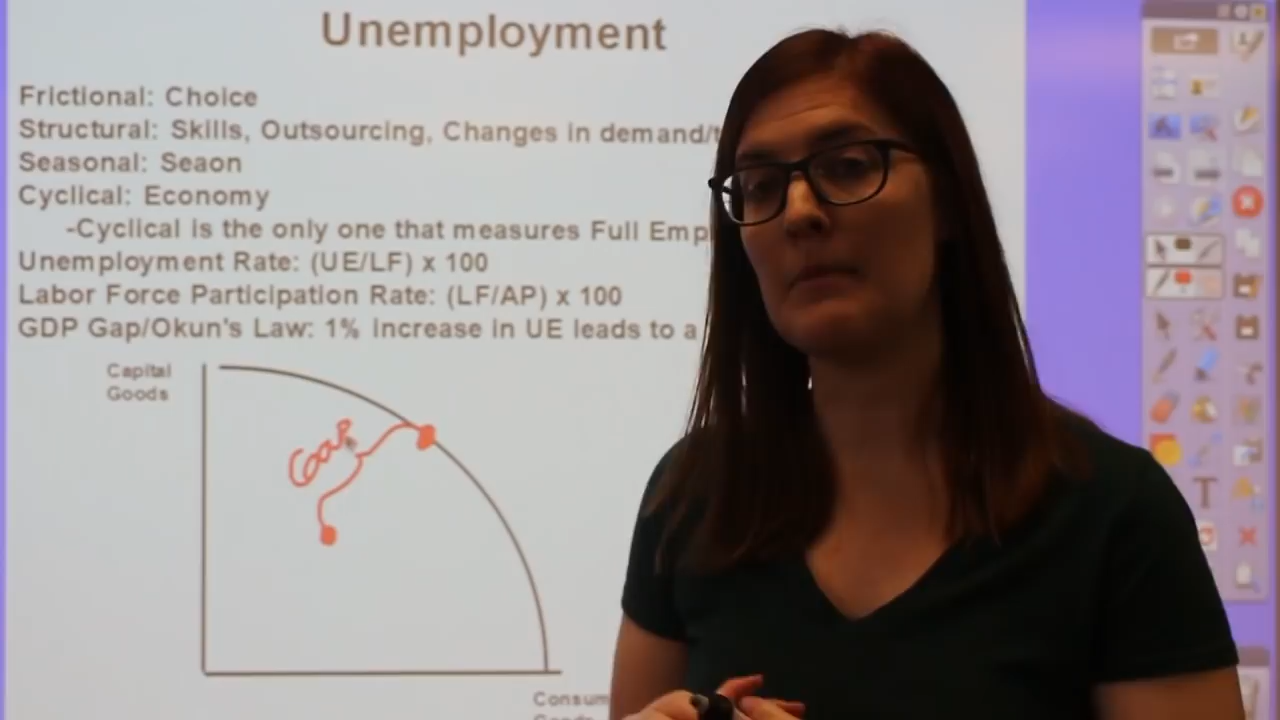 Unemployment
Frictional: Choice
Structural: Skills, Outsourcing, Changes in demand/
Seasonal: Seaon
Cyclical: Economy
-Cyclical is the only one that measures Full Emp
Unemployment Rate: (UE/LF) x 100
Labor Force Participation Rate: (LF/AP) x 100
GDP Gap/Okun's Law: 1% increase in UE leads to a
Capital
Goods
Consum
Goods